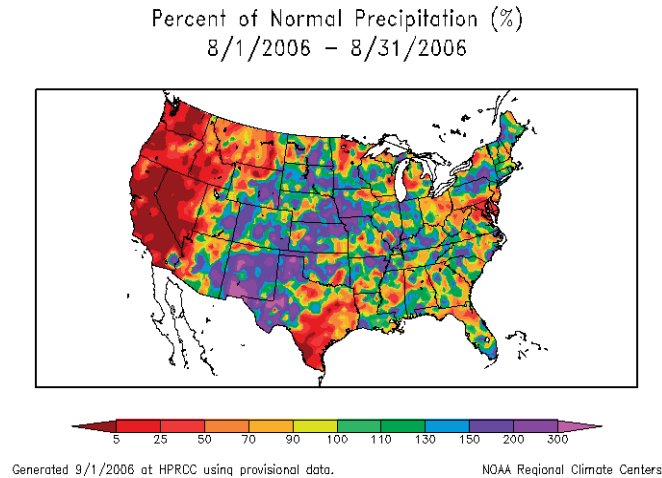 Percent of Normal Precipitation (%)
8/1/2006 – 8/31/2006
5 25 50 70 90 100 110 130 150 200 300
Generated 9/1/2006 at HPRCC using provisional data. NOAA Regional Climate Centers